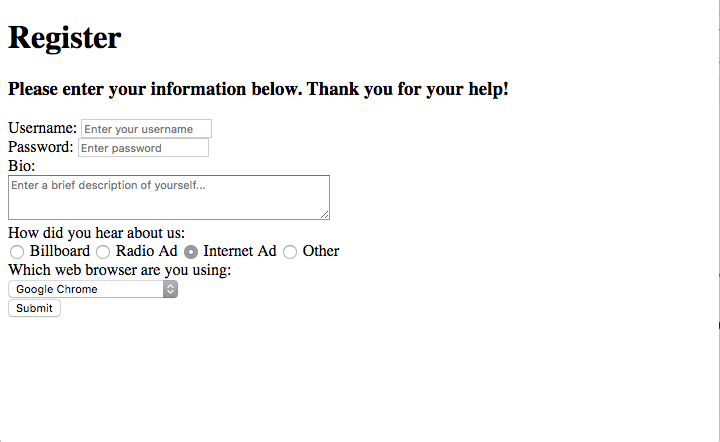 Register
Please enter your information below. Thank you for your help!
Username: Enter your username
Password: Enter password
Bio:
Enter a brief description of yourself...
How did you hear about us:
Billboard Radio Ad Internet Ad Other
Which web browser are you using:
Google Chrome
Submit